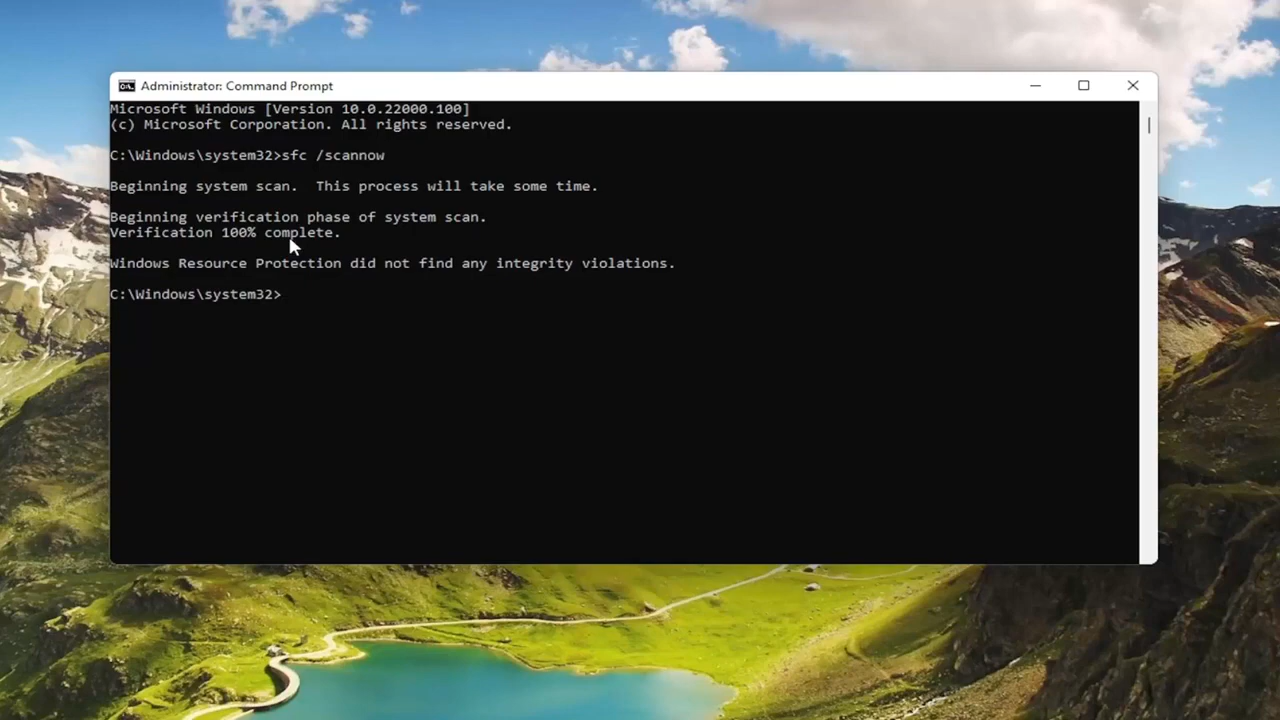 Administrator: Command Prompt
Microsoft Windows [Version 10.0.22000.100]
(c) Microsoft Corporation. All rights reserved.
C:\Windows\system32>sfc /scannow
Beginning system scan.  This process will take some time.
Beginning verification phase of system scan.
Verification 100% complete.
Windows Resource Protection did not find any integrity violations.
C:\Windows\system32>